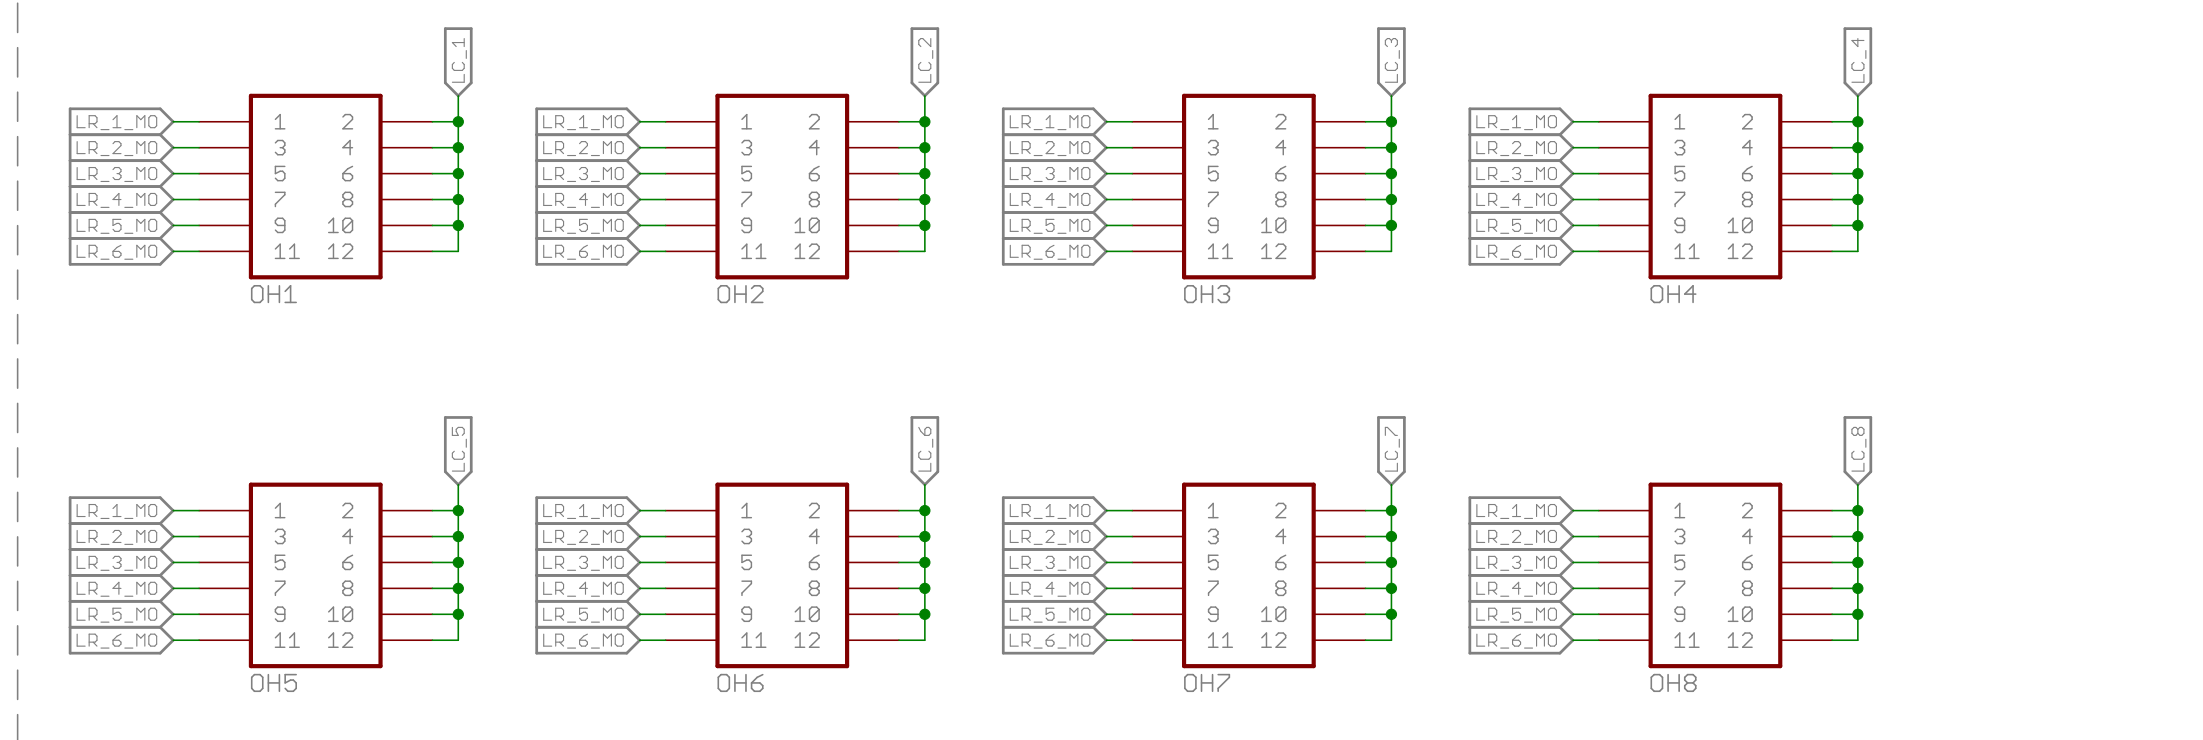 LC_1 LC_2 LC_3 LC_4
LR_1_MO 1 2 LR_1_MO 1 2 LR_1_MO 1 2 LR_1_MO 1 2
LR_2_MO 3 4 LR_2_MO 3 4 LR_2_MO 3 4 LR_2_MO 3 4
LR_3_MO 5 6 LR_3_MO 5 6 LR_3_MO 5 6 LR_3_MO 5 6
LR_4_MO 7 8 LR_4_MO 7 8 LR_4_MO 7 8 LR_4_MO 7 8
LR_5_MO 9 10 LR_5_MO 9 10 LR_5_MO 9 10 LR_5_MO 9 10
LR_6_MO 11 12 LR_6_MO 11 12 LR_6_MO 11 12 LR_6_MO 11 12
OH1 OH2 OH3 OH4
LC_5 LC_6 LC_7 LC_8
LR_1_MO 1 2 LR_1_MO 1 2 LR_1_MO 1 2 LR_1_MO 1 2
LR_2_MO 3 4 LR_2_MO 3 4 LR_2_MO 3 4 LR_2_MO 3 4
LR_3_MO 5 6 LR_3_MO 5 6 LR_3_MO 5 6 LR_3_MO 5 6
LR_4_MO 7 8 LR_4_MO 7 8 LR_4_MO 7 8 LR_4_MO 7 8
LR_5_MO 9 10 LR_5_MO 9 10 LR_5_MO 9 10 LR_5_MO 9 10
LR_6_MO 11 12 LR_6_MO 11 12 LR_6_MO 11 12 LR_6_MO 11 12
OH5 OH6 OH7 OH8